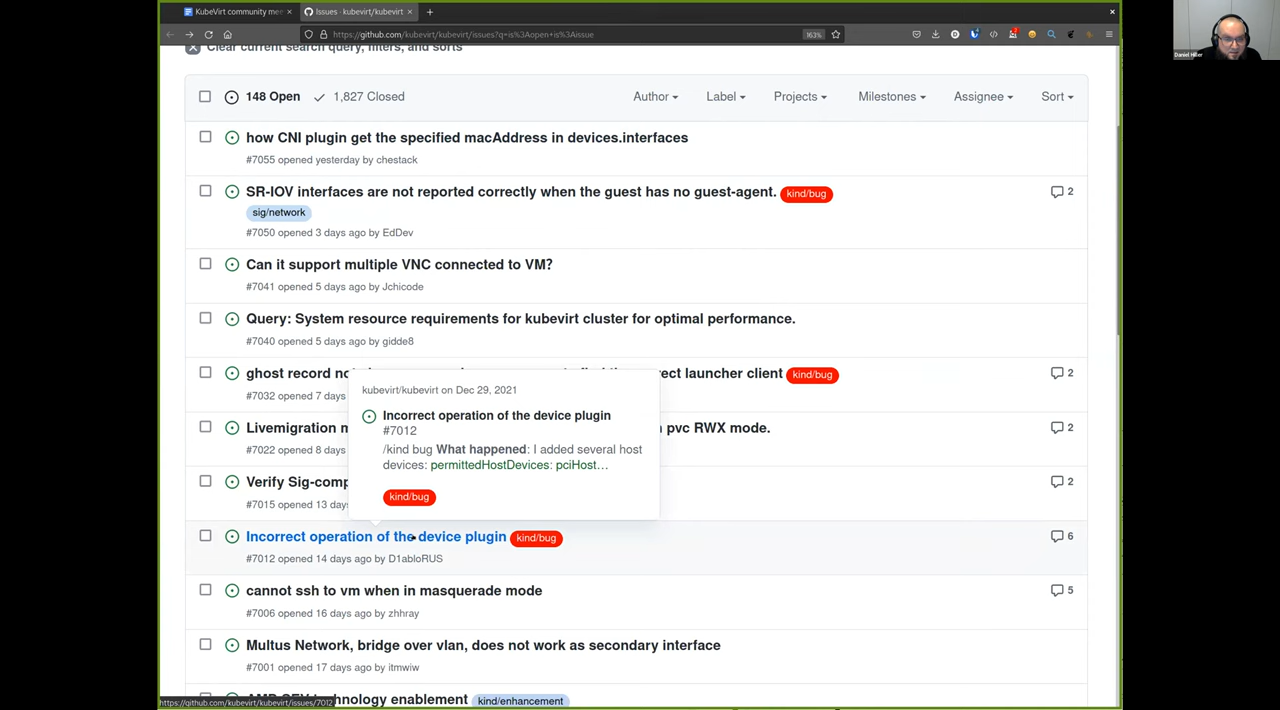 KubeVirt community mee
Issues · kubevirt/kubevirt
https://github.com/kubevirt/kubevirt/issues?q=is%3Aopen+is%3Aissue
163%
Daniel Hiller
Clear current search query, filters, and sorts
148 Open
1,827 Closed
Author
Label
Projects
Milestones
Assignee
Sort
how CNI plugin get the specified macAddress in devices.interfaces
#7055 opened yesterday by chestack
SR-IOV interfaces are not reported correctly when the guest has no guest-agent. kind/bug
2
sig/network
#7050 opened 3 days ago by EdDev
Can it support multiple VNC connected to VM?
#7041 opened 5 days ago by Jchicode
Query: System resource requirements for kubevirt cluster for optimal performance.
#7040 opened 5 days ago by gidde8
ghost record
rect launcher client kind/bug
2
#7032 opened 7 days
Livemigration
pvc RWX mode.
2
#7022 opened 8 days
Verify Sig-comp
2
#7015 opened 13 days
kubevirt/kubevirt on Dec 29, 2021
Incorrect operation of the device plugin
#7012
/kind bug What happened: I added several host
devices: permittedHostDevices: pciHost…
kind/bug
Incorrect operation of the device plugin kind/bug
6
#7012 opened 14 days ago by D1abloRUS
cannot ssh to vm when in masquerade mode
5
#7006 opened 16 days ago by zhhray
Multus Network, bridge over vlan, does not work as secondary interface
#7001 opened 17 days ago by itmwiw
technology enablement kind/enhancement
https://github.com/kubevirt/kubevirt/issues/7012